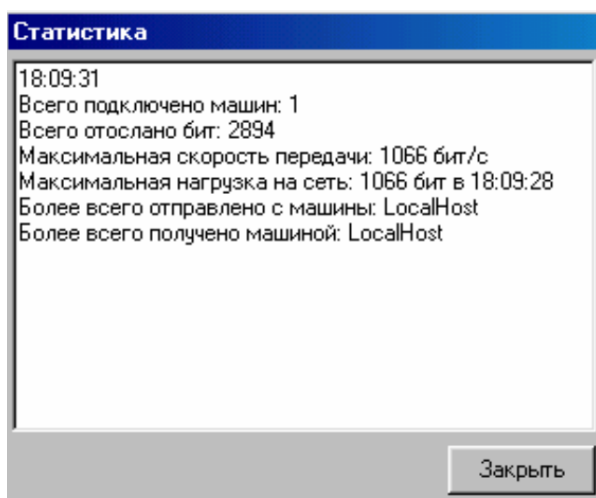 Статистика
18:09:31
Всего подключено машин: 1
Всего отослано бит: 2894
Максимальная скорость передачи: 1066 бит/с
Максимальная нагрузка на сеть: 1066 бит в 18:09:28
Более всего отправлено с машины: LocalHost
Более всего получено машиной: LocalHost
Закрыть